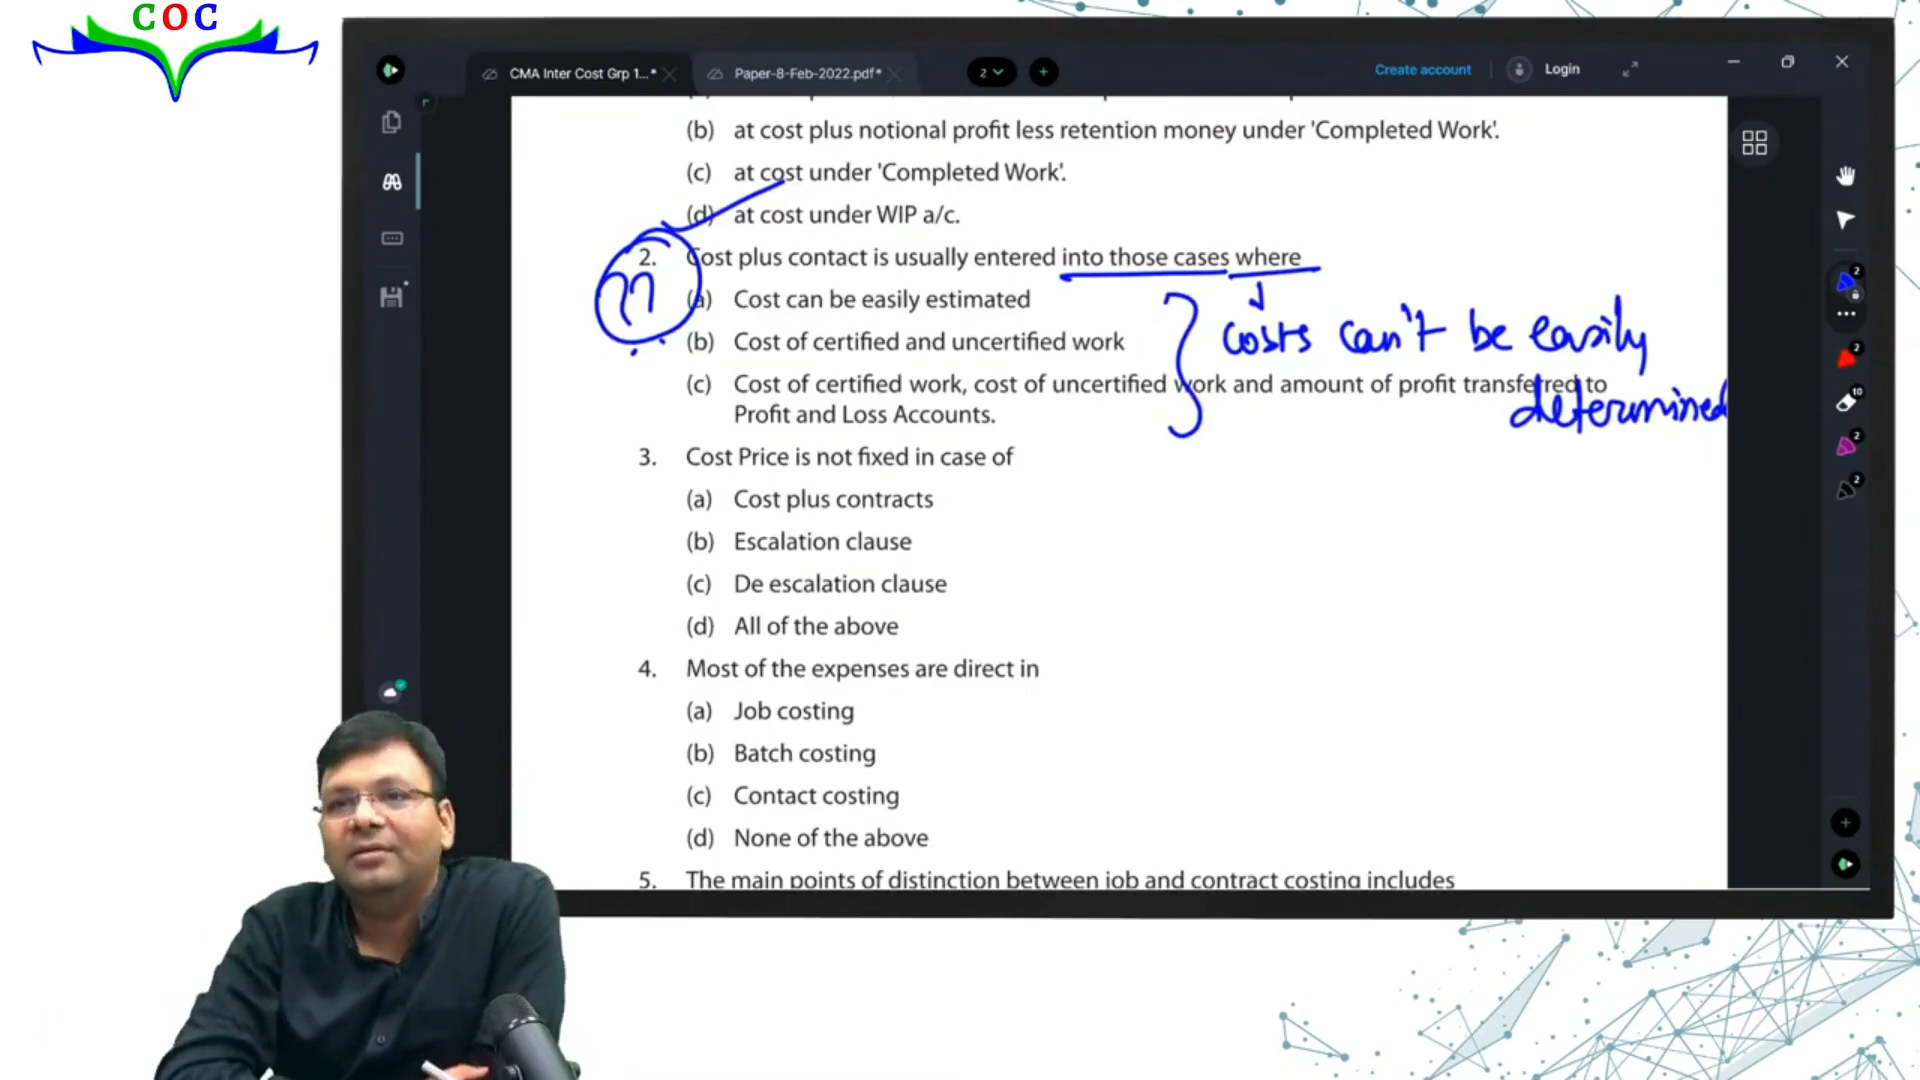 COC
CMA Inter Cost Grp 1...*
Paper-8-Feb-2022.pdf*
2
Create account
Login
(b) at cost plus notional profit less retention money under 'Completed Work'.
(c) at cost under 'Completed Work'.
(d) at cost under WIP a/c.
2. Cost plus contact is usually entered into those cases where
??
(a) Cost can be easily estimated
(b) Cost of certified and uncertified work
costs can't be easily
(c) Cost of certified work, cost of uncertified work and amount of profit transferred to
Profit and Loss Accounts.
determined
3. Cost Price is not fixed in case of
(a) Cost plus contracts
(b) Escalation clause
(c) De escalation clause
(d) All of the above
4. Most of the expenses are direct in
(a) Job costing
(b) Batch costing
(c) Contact costing
(d) None of the above
5. The main points of distinction between job and contract costing includes
2
2
10
2
2